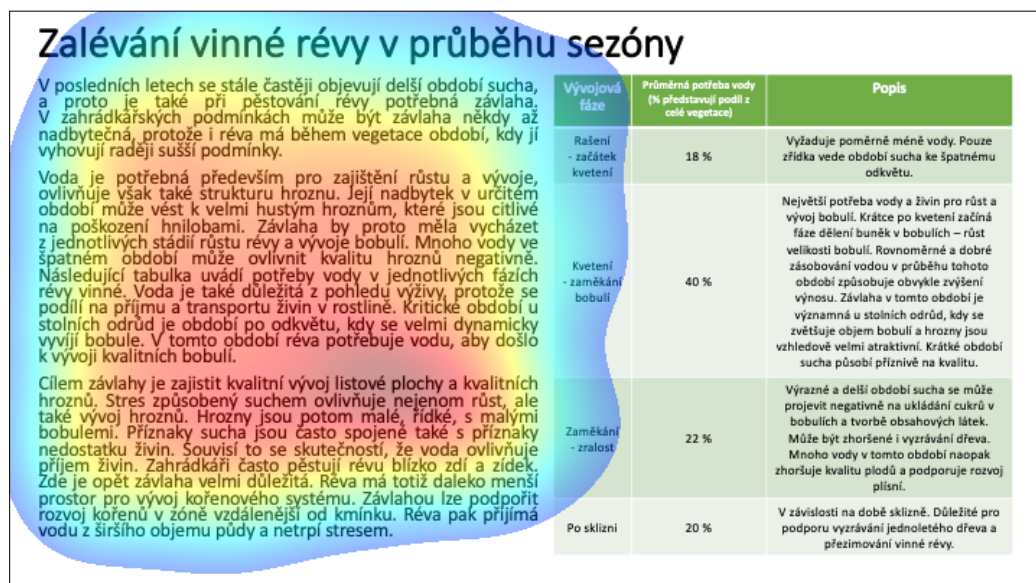 Zalévání vinné révy v průběhu sezóny
V posledních letech se stále častěji objevují delší období sucha,
a proto je také při pěstování révy potřebná závlaha.
V zahrádkářských podmínkách může být závlaha někdy až
nadbytečná, protože i réva má během vegetace období, kdy jí
vyhovují raději sušší podmínky.
Voda je potřebná především pro zajištění růstu a vývoje,
ovlivňuje však také strukturu hroznu. Její nadbytek v určitém
období může vést k velmi hustým hroznům, které jsou citlivé
na poškození hnilobami. Závlaha by proto měla vycházet
z jednotlivých stádií růstu révy a vývoje bobulí. Mnoho vody ve
špatném období může ovlivnit kvalitu hroznů negativně.
Následující tabulka uvádí potřeby vody v jednotlivých fázích
révy vinné. Voda je také důležitá z pohledu výživy, protože se
podílí na příjmu a transportu živin v rostlině. Kritické období u
stolních odrůd je období po odkvětu, kdy se velmi dynamicky
vyvíjí bobule. V tomto období réva potřebuje vodu, aby došlo
k vývoji kvalitních bobulí.
Cílem závlahy je zajistit kvalitní vývoj listové plochy a kvalitních
hroznů. Stres způsobený suchem ovlivňuje nejenom růst, ale
také vývoj hroznů. Hrozny jsou potom malé, řídké, s malými
bobulemi. Příznaky sucha jsou často spojené také s příznaky
nedostatku živin. Souvisí to se skutečností, že voda ovlivňuje
příjem živin. Zahrádkáři často pěstují révu blízko zdí a zídek.
Zde je opět závlaha velmi důležitá. Réva má totiž daleko menší
prostor pro vývoj kořenového systému. Závlahou lze podpořit
rozvoj kořenů v zóně vzdálenější od kmínku. Réva pak přijímá
vodu z širšího objemu půdy a netrpí stresem.
Vývojová
fáze
Průměrná potřeba vody
(% představují podíl z
celé vegetace)
Popis
Rašení
- začátek
kvetení
18 %
Vyžaduje poměrně méně vody. Pouze
zřídka vede období sucha ke špatnému
odkvětu.
Kvetení
- zaměkání
bobulí
40 %
Největší potřeba vody a živin pro růst a
vývoj bobulí. Krátce po kvetení začíná
fáze dělení buněk v bobulích – růst
velikosti bobulí. Rovnoměrné a dobré
zásobování vodou v průběhu tohoto
období způsobuje obvykle zvýšení
výnosu. Závlaha v tomto období je
významná u stolních odrůd, kdy se
zvětšuje objem bobulí a hrozny jsou
vzhledově velmi atraktivní. Krátké období
sucha působí příznivě na kvalitu.
Zaměkání
- zralost
22 %
Výrazné a delší období sucha se může
projevit negativně na ukládání cukrů v
bobulích a tvorbě obsahových látek.
Může být zhoršené i vyzrávání dřeva.
Mnoho vody v tomto období naopak
zhoršuje kvalitu plodů a podporuje rozvoj
plísní.
Po sklizni
20 %
V závislosti na době sklizně. Důležité pro
podporu vyzrávání jednoletého dřeva a
přezimování vinné révy.